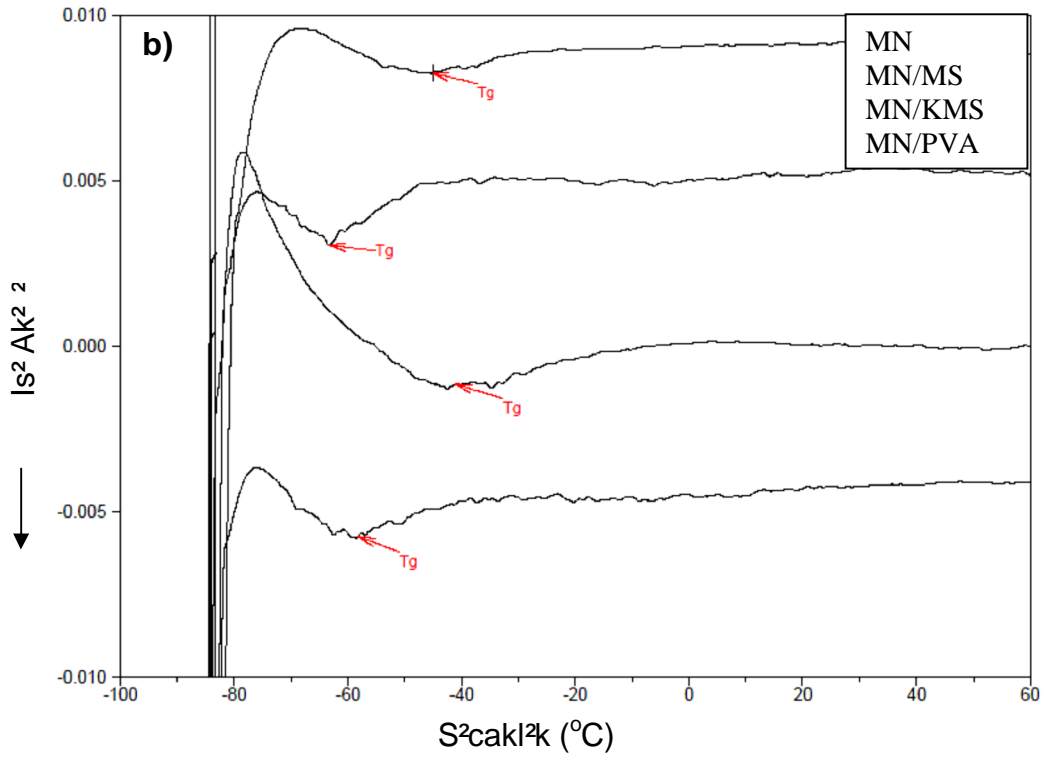 b)
MN
MN/MS
MN/KMS
MN/PVA
0.010
0.005
0.000
-0.005
-0.010
Is² Ak² ²
Tg
Tg
Tg
Tg
-100
-80
-60
-40
-20
0
20
40
60
S²cakl²k (°C)